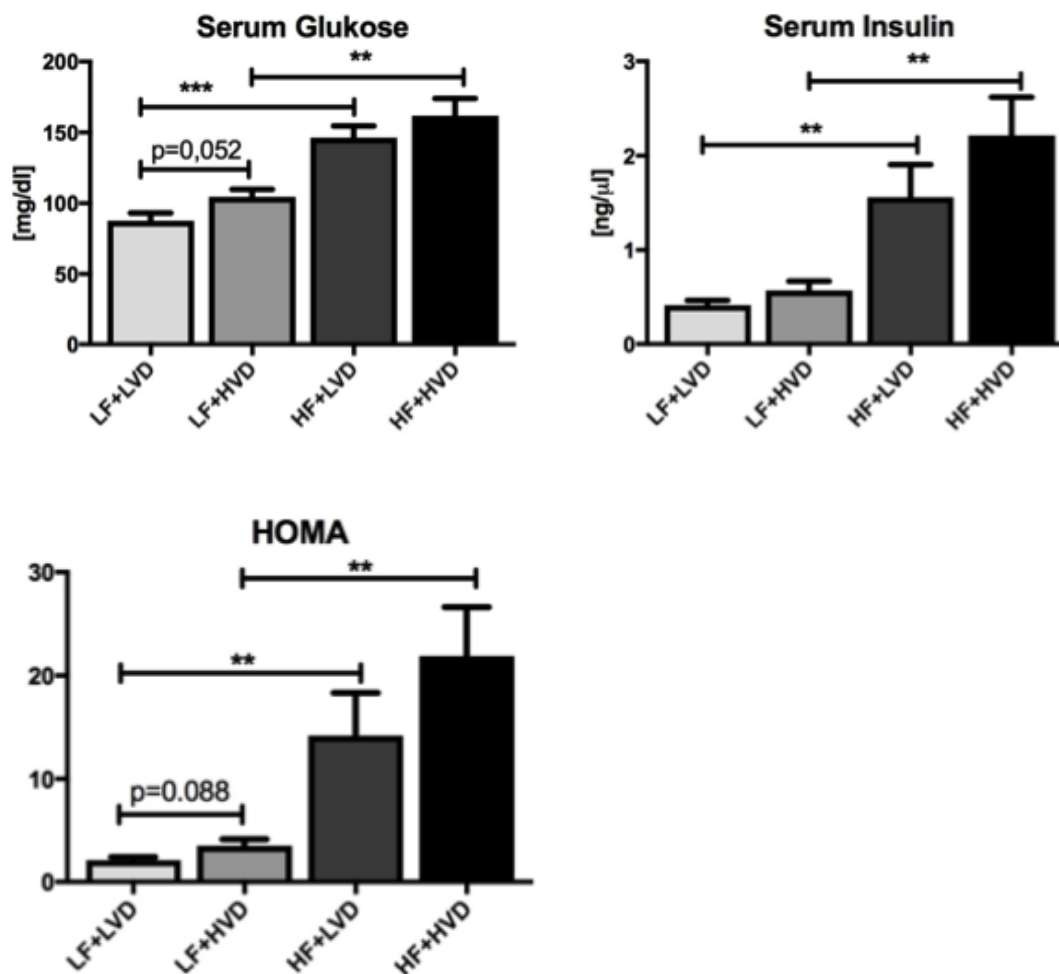 Serum Glukose
200
150
100
50
0
[mg/dl]
***
**
p=0,052
LF+LVD
LF+HVD
HF+LVD
HF+HVD
Serum Insulin
3
2
1
0
[ng/µl]
**
**
LF+LVD
LF+HVD
HF+LVD
HF+HVD
HOMA
30
20
10
0
**
**
p=0.088
LF+LVD
LF+HVD
HF+LVD
HF+HVD